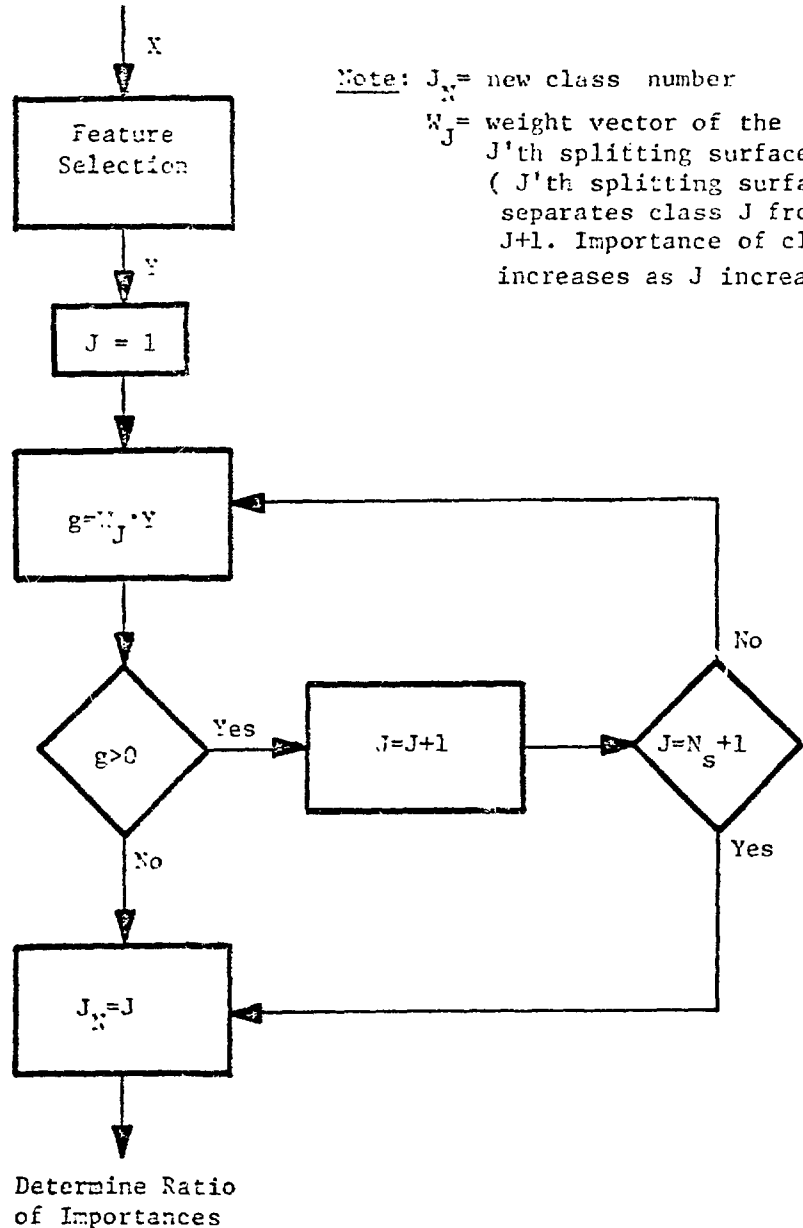 X
Note: J_N= new class number
W_J= weight vector of the
J'th splitting surface
( J'th splitting surfa
separates class J fro
J+1. Importance of cl
increases as J increa
Feature
Selection
Y
J = 1
g=W_J·Y
No
g>0
Yes
J=J+1
J=N_s+1
Yes
No
J_N=J
Determine Ratio
of Importances